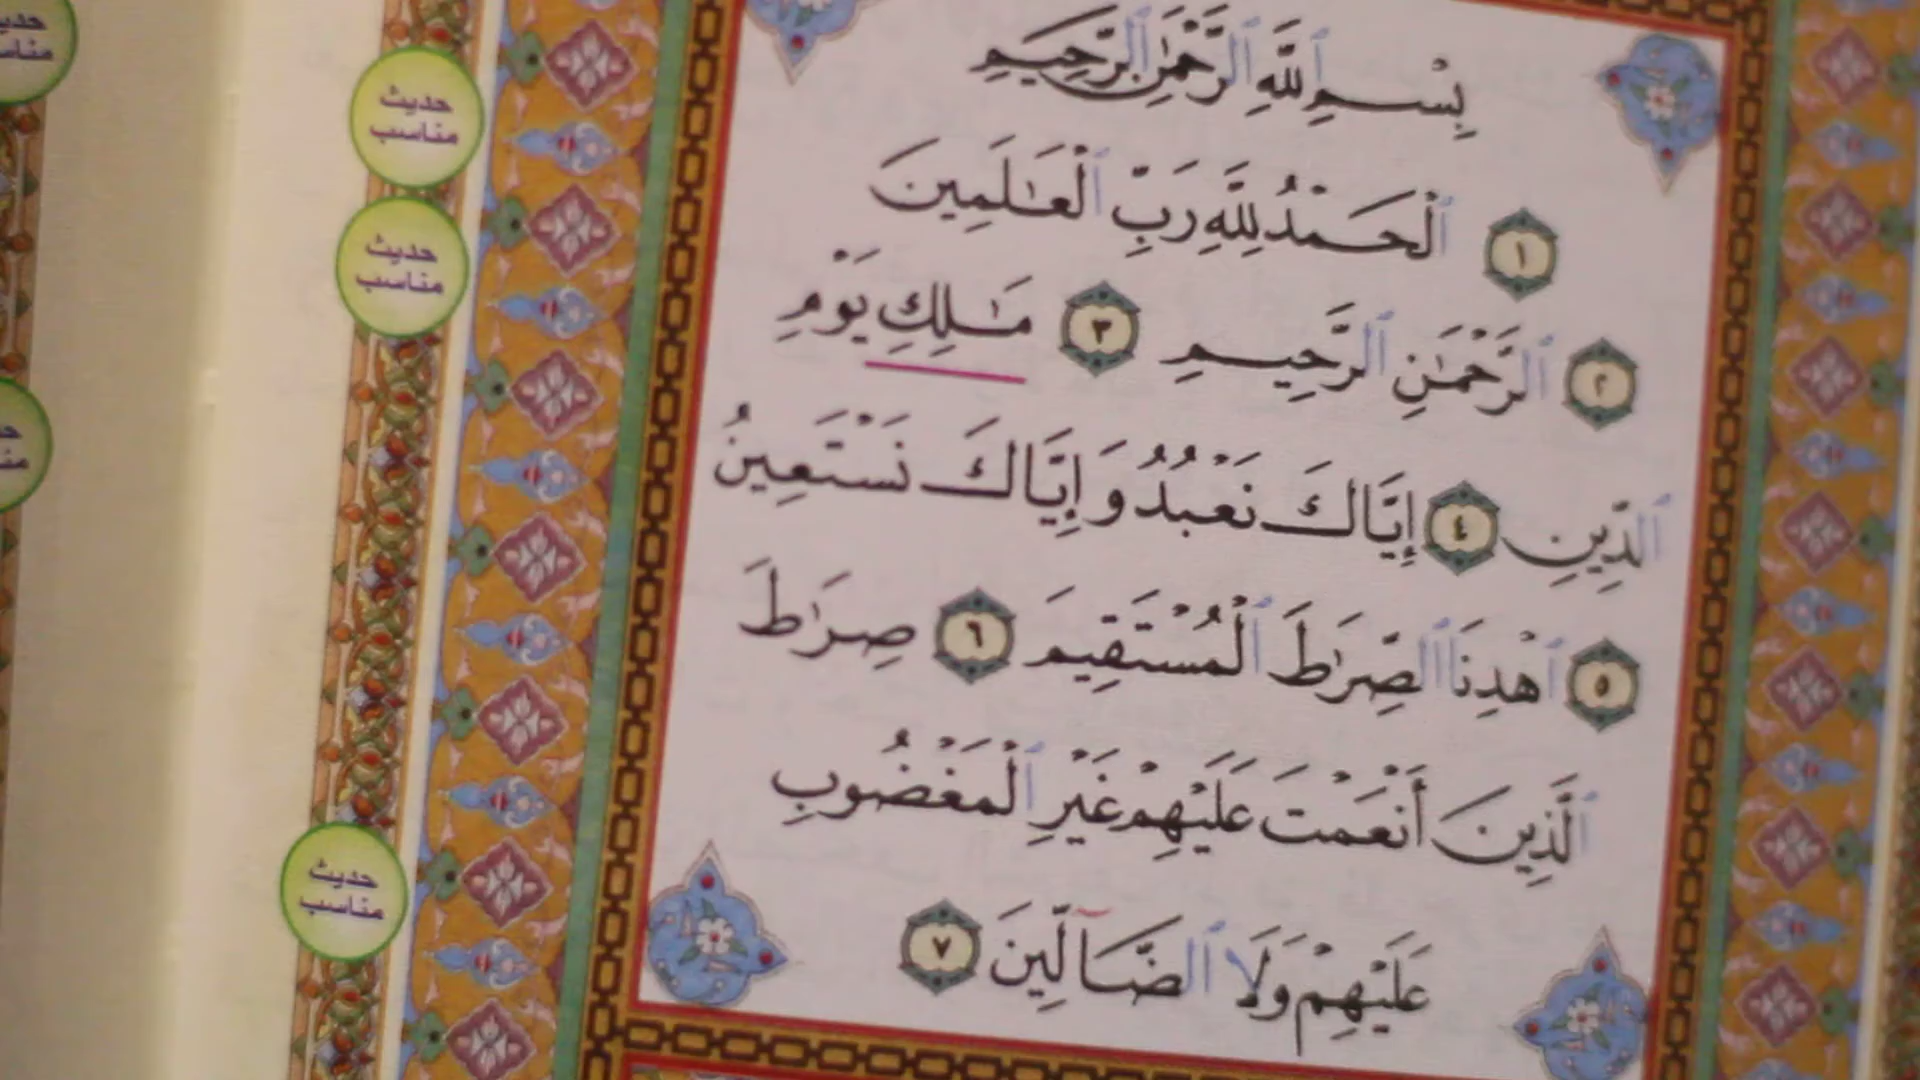 بِسْمِ ٱللَّهِ ٱلرَّحْمَٰنِ ٱلرَّحِيمِ
١ ٱلْحَمْدُ لِلَّهِ رَبِّ ٱلْعَٰلَمِينَ
٢ ٱلرَّحْمَٰنِ ٱلرَّحِيمِ ٣ مَٰلِكِ يَوْمِ
ٱلدِّينِ ٤ إِيَّاكَ نَعْبُدُ وَإِيَّاكَ نَسْتَعِينُ
٥ ٱهْدِنَا ٱلصِّرَٰطَ ٱلْمُسْتَقِيمَ ٦ صِرَٰطَ
ٱلَّذِينَ أَنْعَمْتَ عَلَيْهِمْ غَيْرِ ٱلْمَغْضُوبِ
عَلَيْهِمْ وَلَا ٱلضَّآلِّينَ ٧
حديث
مناسب
حديث
مناسب
حديث
مناسب